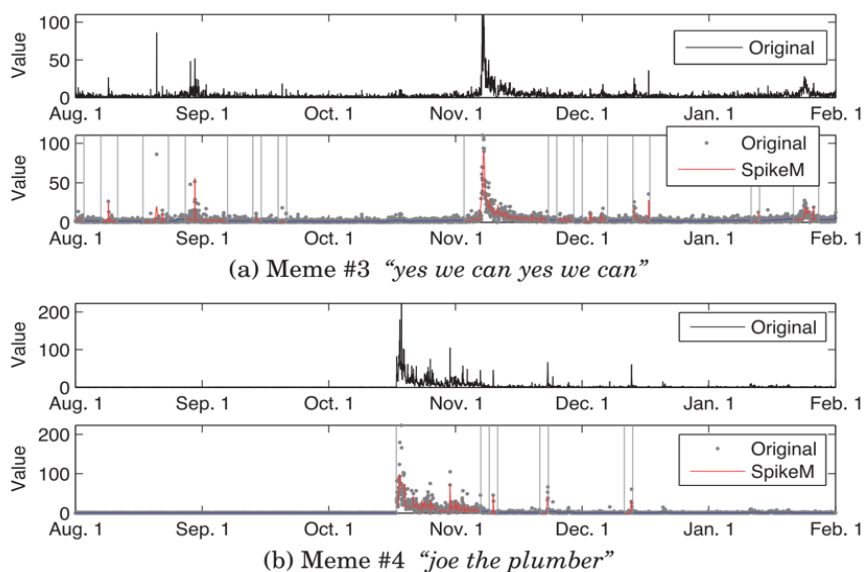 100
Value
50
0
Original
Aug. 1 Sep. 1 Oct. 1 Nov. 1 Dec. 1 Jan. 1 Feb. 1
100
Value
50
0
Original
SpikeM
Aug. 1 Sep. 1 Oct. 1 Nov. 1 Dec. 1 Jan. 1 Feb. 1
(a) Meme #3 “yes we can yes we can”
200
Value
100
0
Original
Aug. 1 Sep. 1 Oct. 1 Nov. 1 Dec. 1 Jan. 1 Feb. 1
200
Value
100
0
Original
SpikeM
Aug. 1 Sep. 1 Oct. 1 Nov. 1 Dec. 1 Jan. 1 Feb. 1
(b) Meme #4 “joe the plumber”